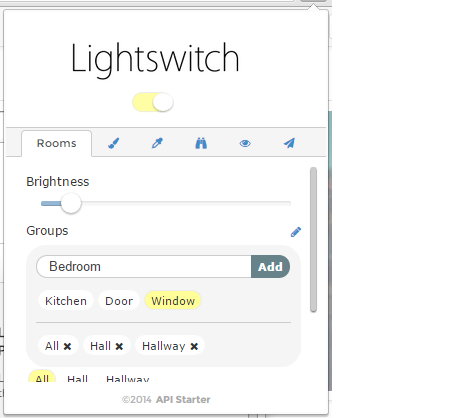 Lightswitch
Rooms
Brightness
Groups
Bedroom Add
Kitchen Door Window
All × Hall × Hallway ×
All Hall Hallway
©2014 API Starter